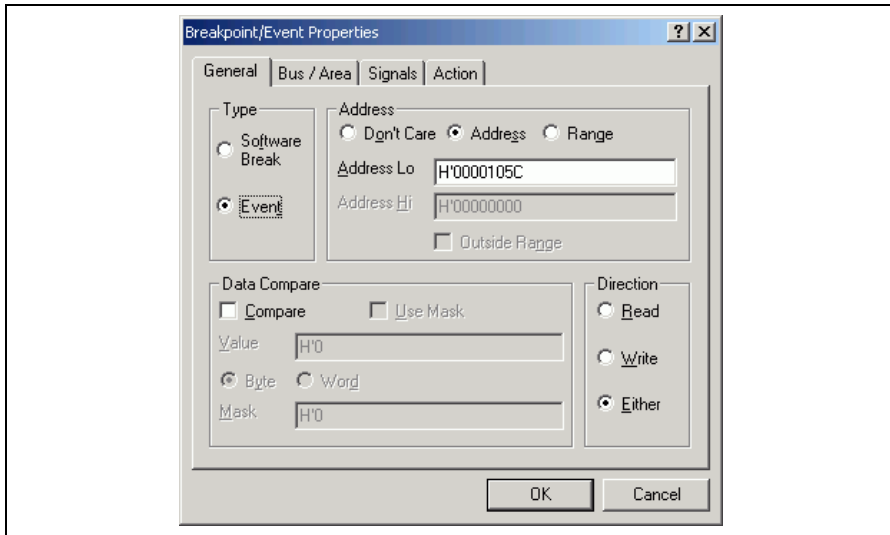 Breakpoint/Event Properties
General Bus / Area Signals Action
Type
Software
Break
Event
Address
Don't Care Address Range
Address Lo H'0000105C
Address Hi H'00000000
Outside Range
Data Compare
Compare Use Mask
Value H'0
Byte Word
Mask H'0
Direction
Read
Write
Either
OK Cancel